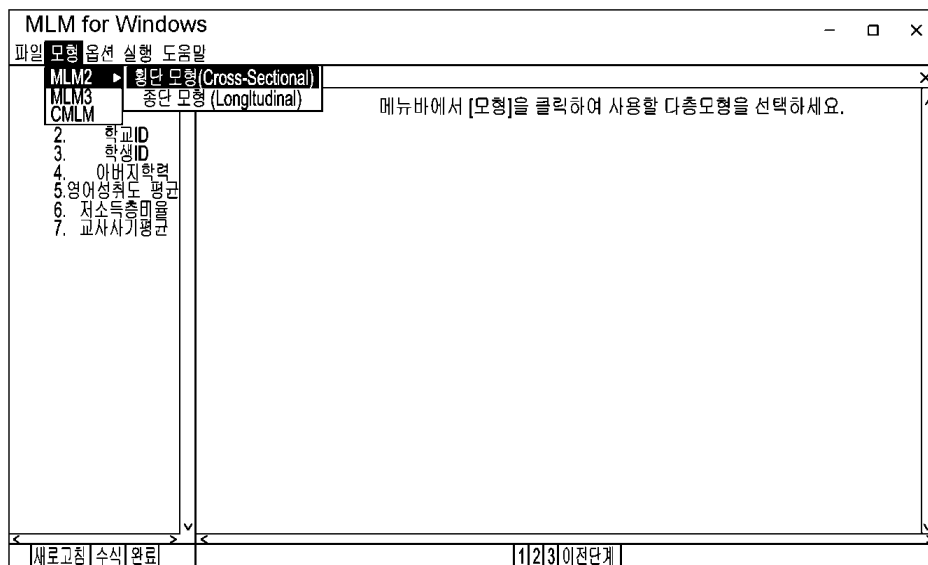 MLM for Windows
파일 모형 옵션 실행 도움말
MLM2 ▶ 횡단 모형(Cross-Sectional)
MLM3 종단 모형 (Longltudinal)
CMLM
메뉴바에서 [모형]을 클릭하여 사용할 다층모형을 선택하세요.
2. 학교ID
3. 학생ID
4. 아버지학력
5.영어성취도 평균
6. 저소득층비율
7. 교사사기평균
새로고침 수식 완료 1 2 3 이전단계